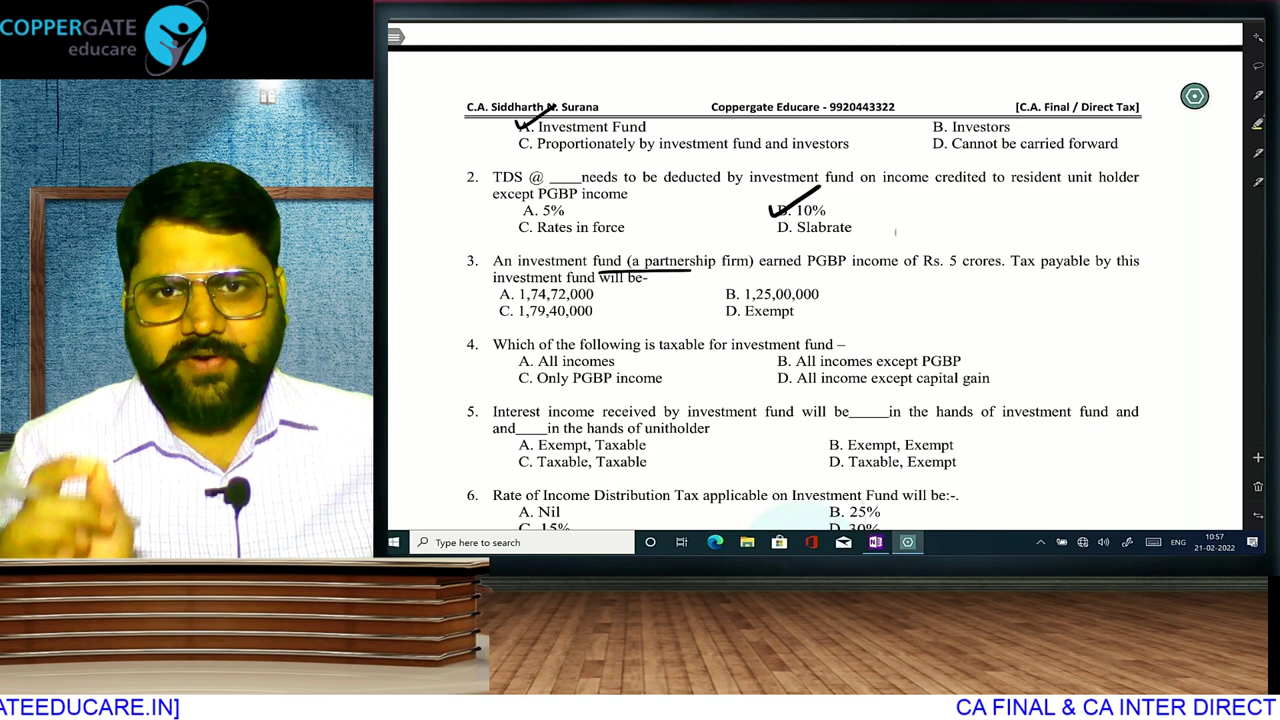 COPPERGATE
educare
C.A. Siddharth N. Surana Coppergate Educare - 9920443322 [C.A. Final / Direct Tax]
A. Investment Fund B. Investors
C. Proportionately by investment fund and investors D. Cannot be carried forward
2. TDS @ ____needs to be deducted by investment fund on income credited to resident unit holder
except PGBP income
A. 5% B. 10%
C. Rates in force D. Slabrate
3. An investment fund (a partnership firm) earned PGBP income of Rs. 5 crores. Tax payable by this
investment fund will be-
A. 1,74,72,000 B. 1,25,00,000
C. 1,79,40,000 D. Exempt
4. Which of the following is taxable for investment fund –
A. All incomes B. All incomes except PGBP
C. Only PGBP income D. All income except capital gain
5. Interest income received by investment fund will be_____in the hands of investment fund and
and____in the hands of unitholder
A. Exempt, Taxable B. Exempt, Exempt
C. Taxable, Taxable D. Taxable, Exempt
6. Rate of Income Distribution Tax applicable on Investment Fund will be:-.
A. Nil B. 25%
C. 15% D. 30%
Type here to search ENG 10:57
21-02-2022
ATEEDUCARE.IN] CA FINAL & CA INTER DIRECT